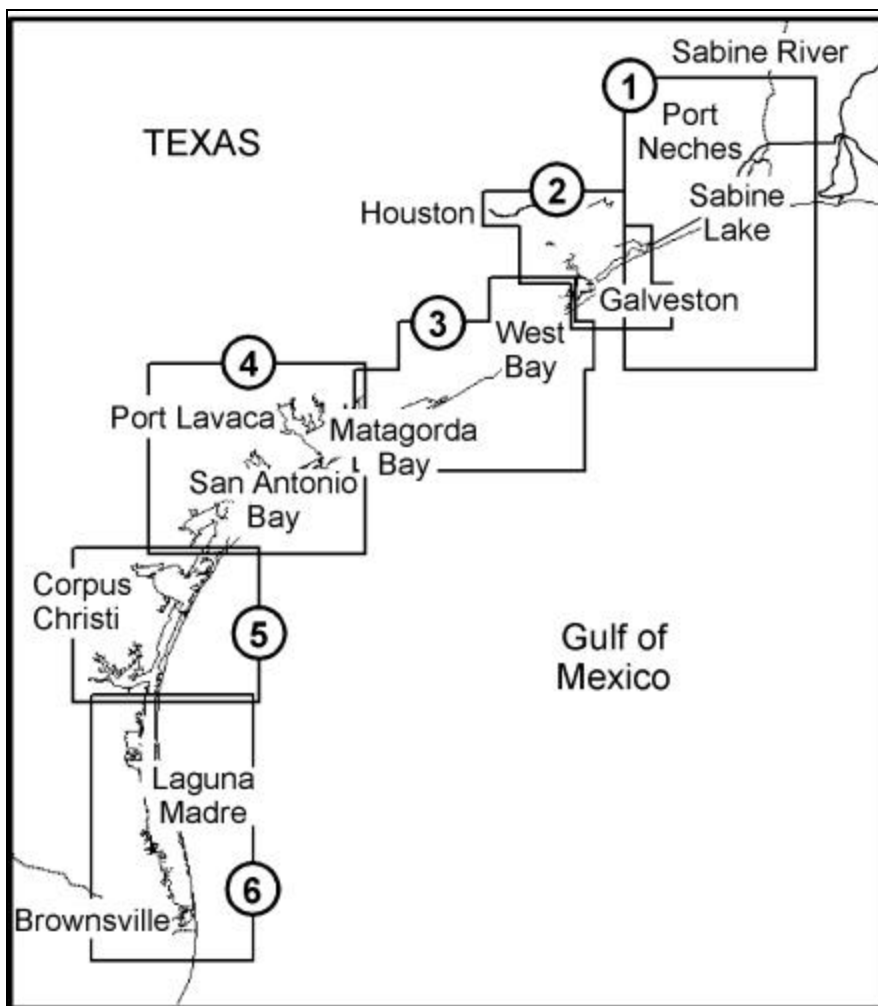 Sabine River
1
Port
Neches
TEXAS
2
Houston
Sabine
Lake
Galveston
3
West
Bay
4
Port Lavaca
Matagorda
Bay
San Antonio
Bay
Corpus
Christi
5
Gulf of
Mexico
Laguna
Madre
6
Brownsville